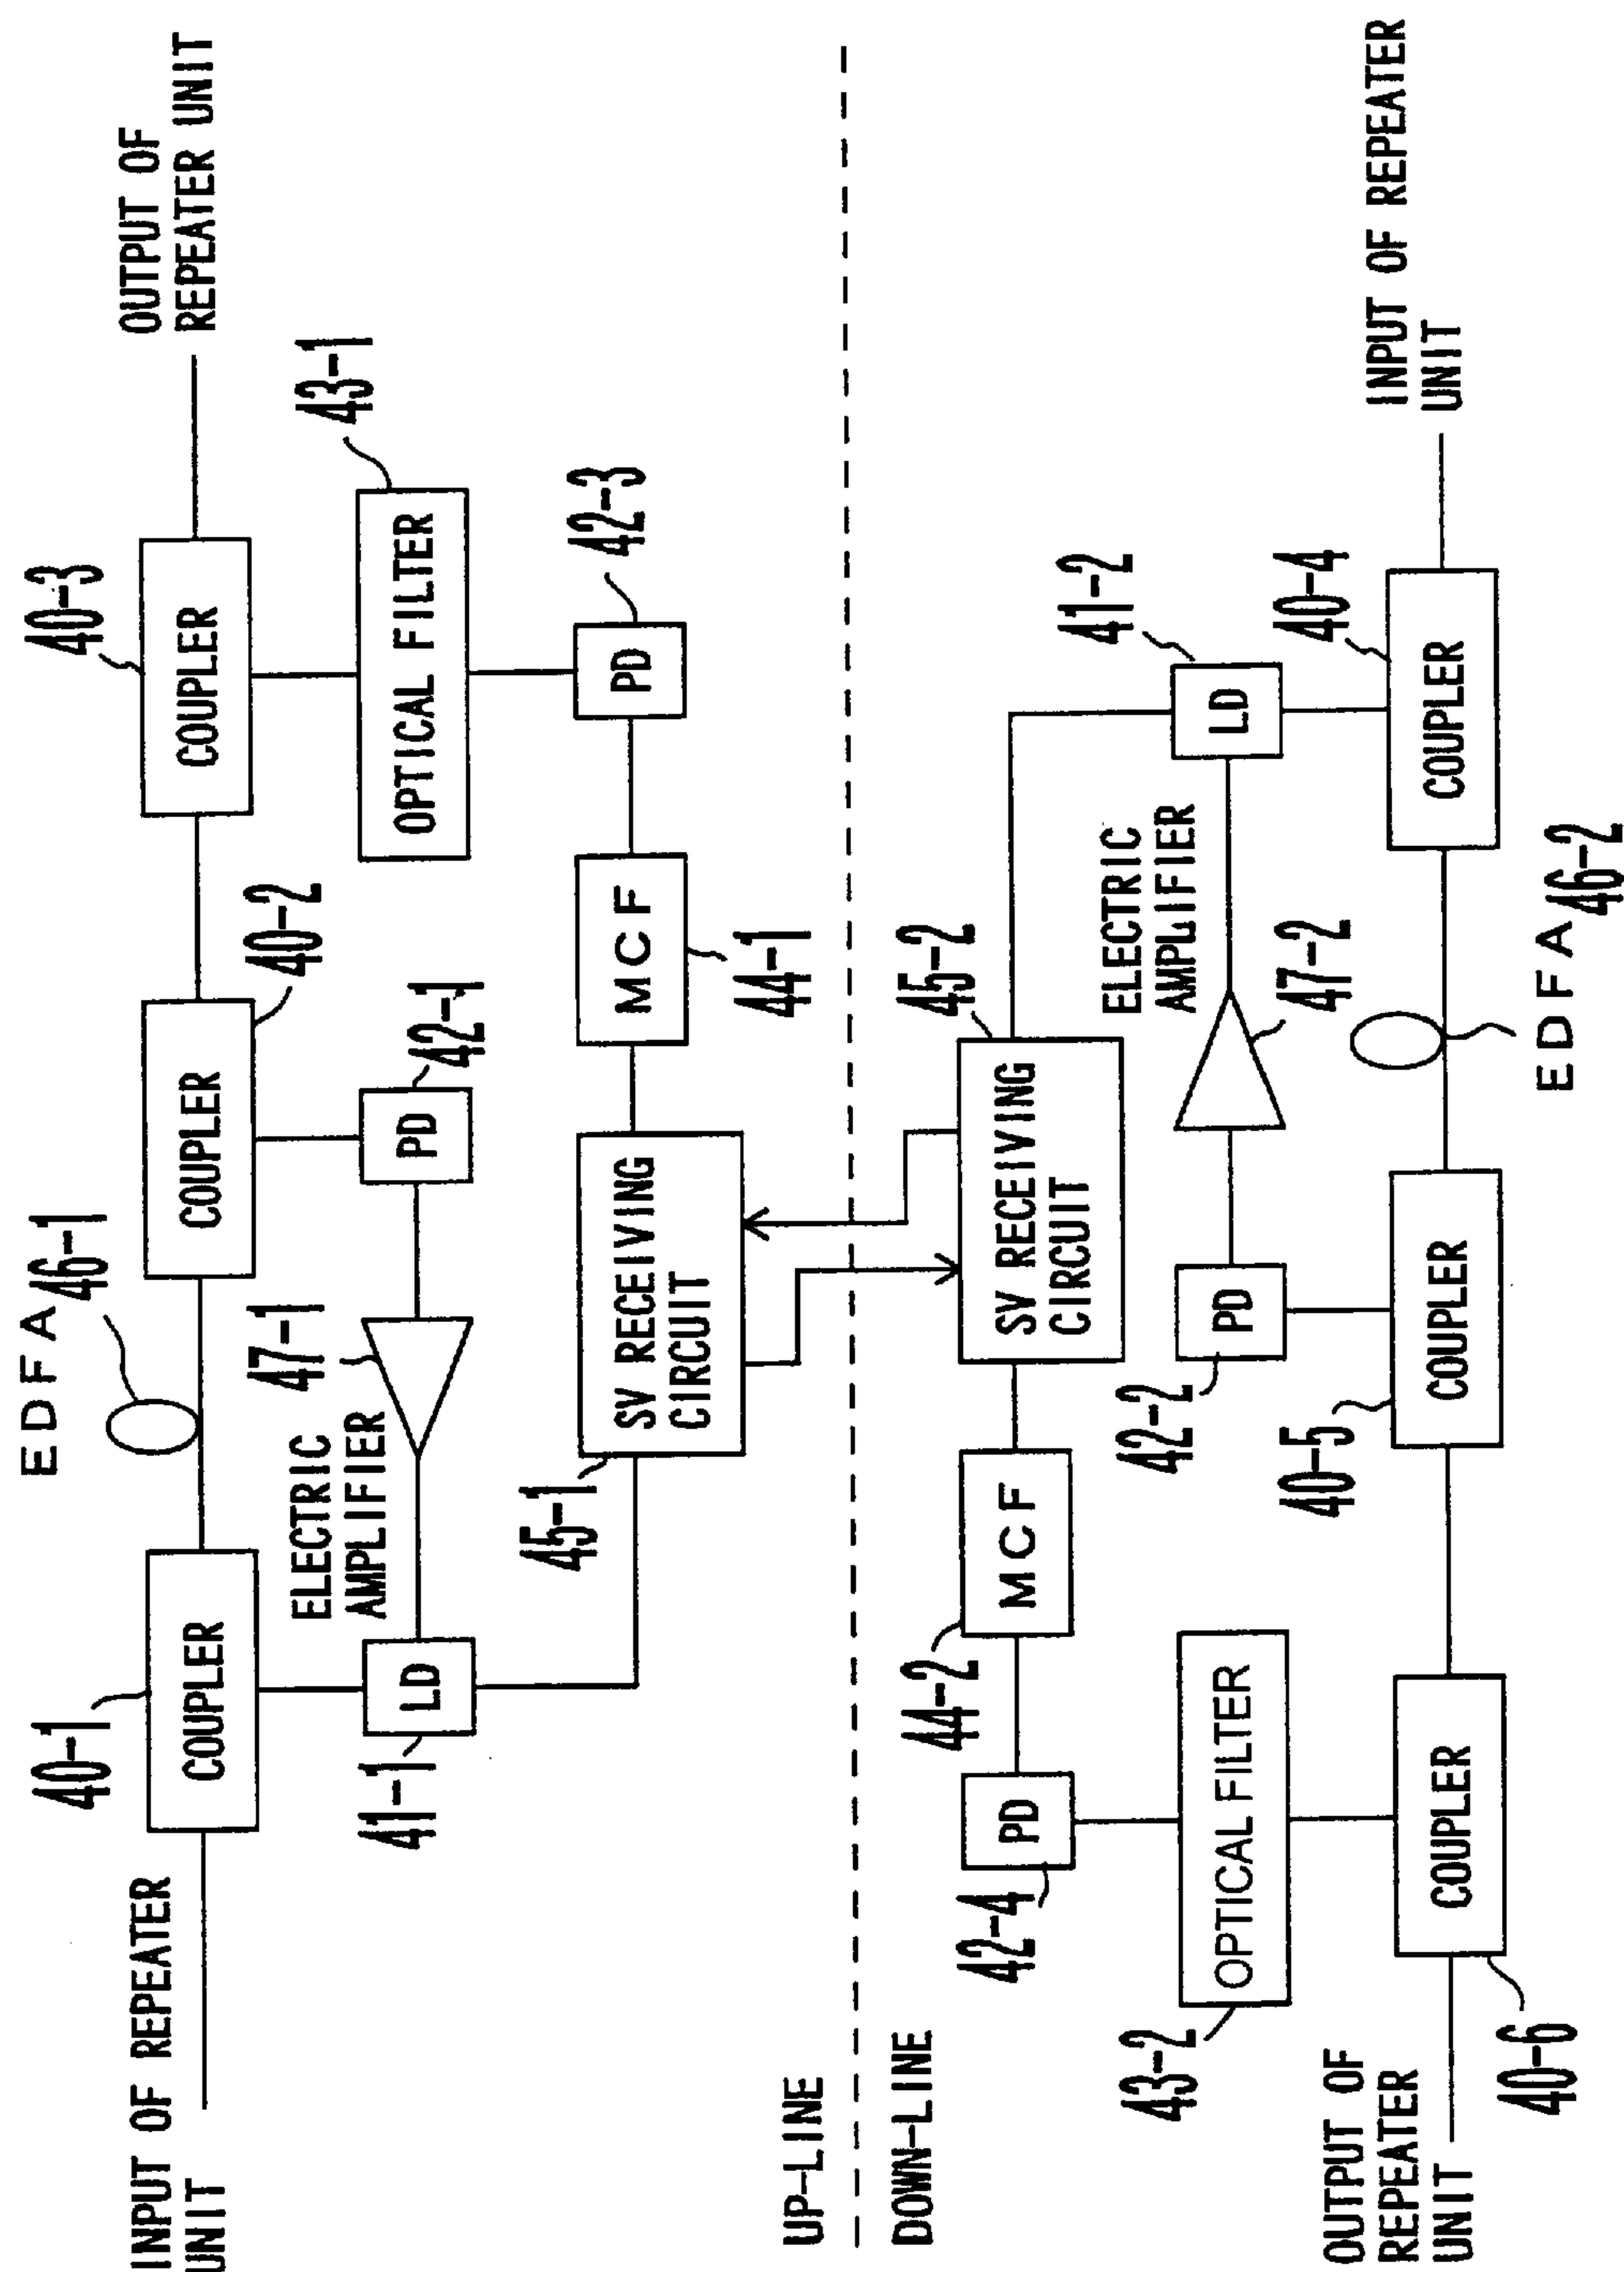 INPUT OF REPEATER
UNIT
40-1
COUPLER
EDFA
46-1
COUPLER
40-2
40-3
COUPLER
OUTPUT OF
REPEATER UNIT
41-1
LD
ELECTRIC
AMPLIFIER
47-1
PD
42-1
OPTICAL FILTER
43-1
45-1
SV RECEIVING
CIRCUIT
MCF
44-1
PD
42-3
UP-LINE
DOWN-LINE
42-4
PD
44-2
MCF
SV RECEIVING
CIRCUIT
45-2
43-2
OPTICAL FILTER
42-2
PD
47-2
ELECTRIC
AMPLIFIER
LD
41-2
OUTPUT OF
REPEATER
UNIT
40-6
COUPLER
40-5
COUPLER
EDFA
46-2
COUPLER
40-4
INPUT OF REPEATER
UNIT